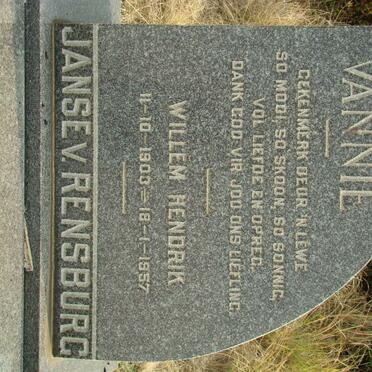 VANNIE
GEKENMERK DEUR 'N LEWE
SO MOOI, SO SKOON, SO SONNIG;
VOL LIEFDE EN OPREG,
DANK GOD VIR JOU ONS LIEFLING.
WILLEM HENDRIK
11-10-1903 = 18-1-1957
JANSE V. RENSBURG